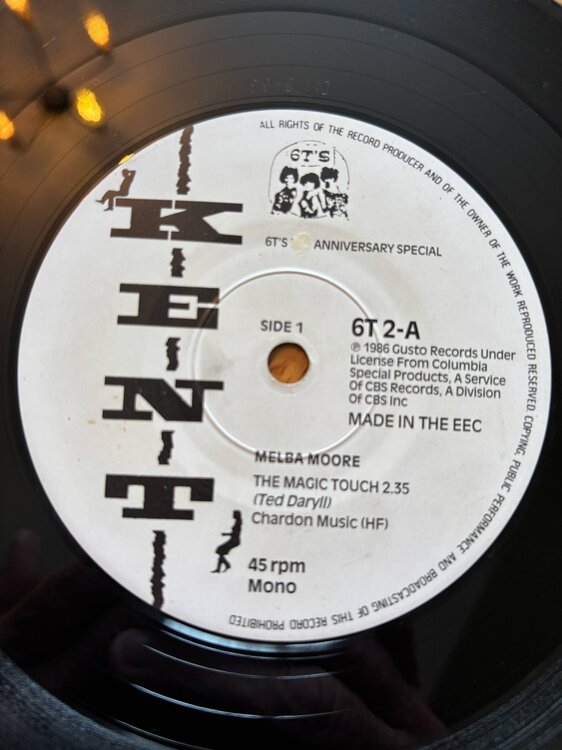 ALL RIGHTS OF THE RECORD PRODUCER AND OF THE OWNER OF THE WORK REPRODUCED RESERVED. COPYING, PUBLIC PERFORMANCE AND BROADCASTING OF THIS RECORD PROHIBITED
6T'S
KENT
6T'S ANNIVERSARY SPECIAL
SIDE 1
6T 2-A
℗ 1986 Gusto Records Under
License From Columbia
Special Products, A Service
Of CBS Records, A Division
Of CBS Inc
MADE IN THE EEC
MELBA MOORE
THE MAGIC TOUCH 2.35
(Ted Daryll)
Chardon Music (HF)
45 rpm
Mono